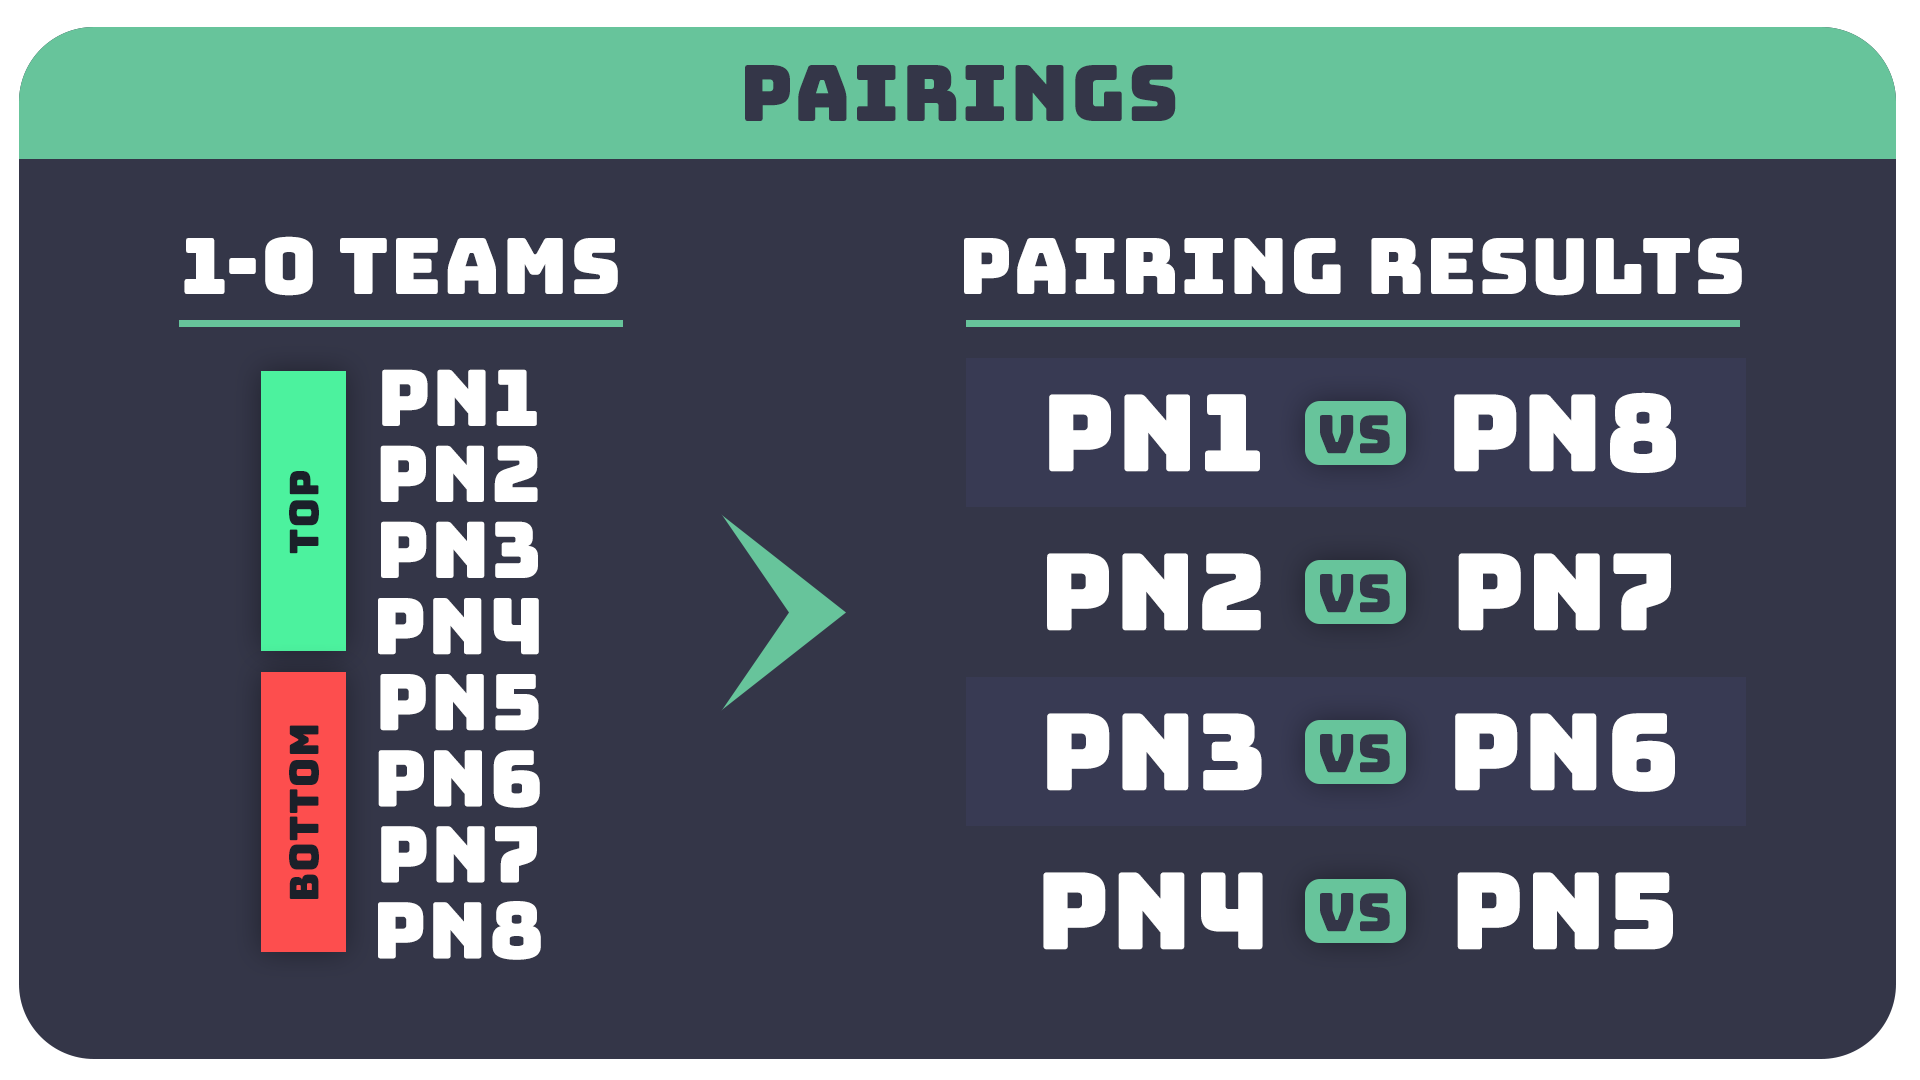 PAIRINGS
1-0 TEAMS
TOP
PN1
PN2
PN3
PN4
BOTTOM
PN5
PN6
PN7
PN8
PAIRING RESULTS
PN1 VS PN8
PN2 VS PN7
PN3 VS PN6
PN4 VS PN5